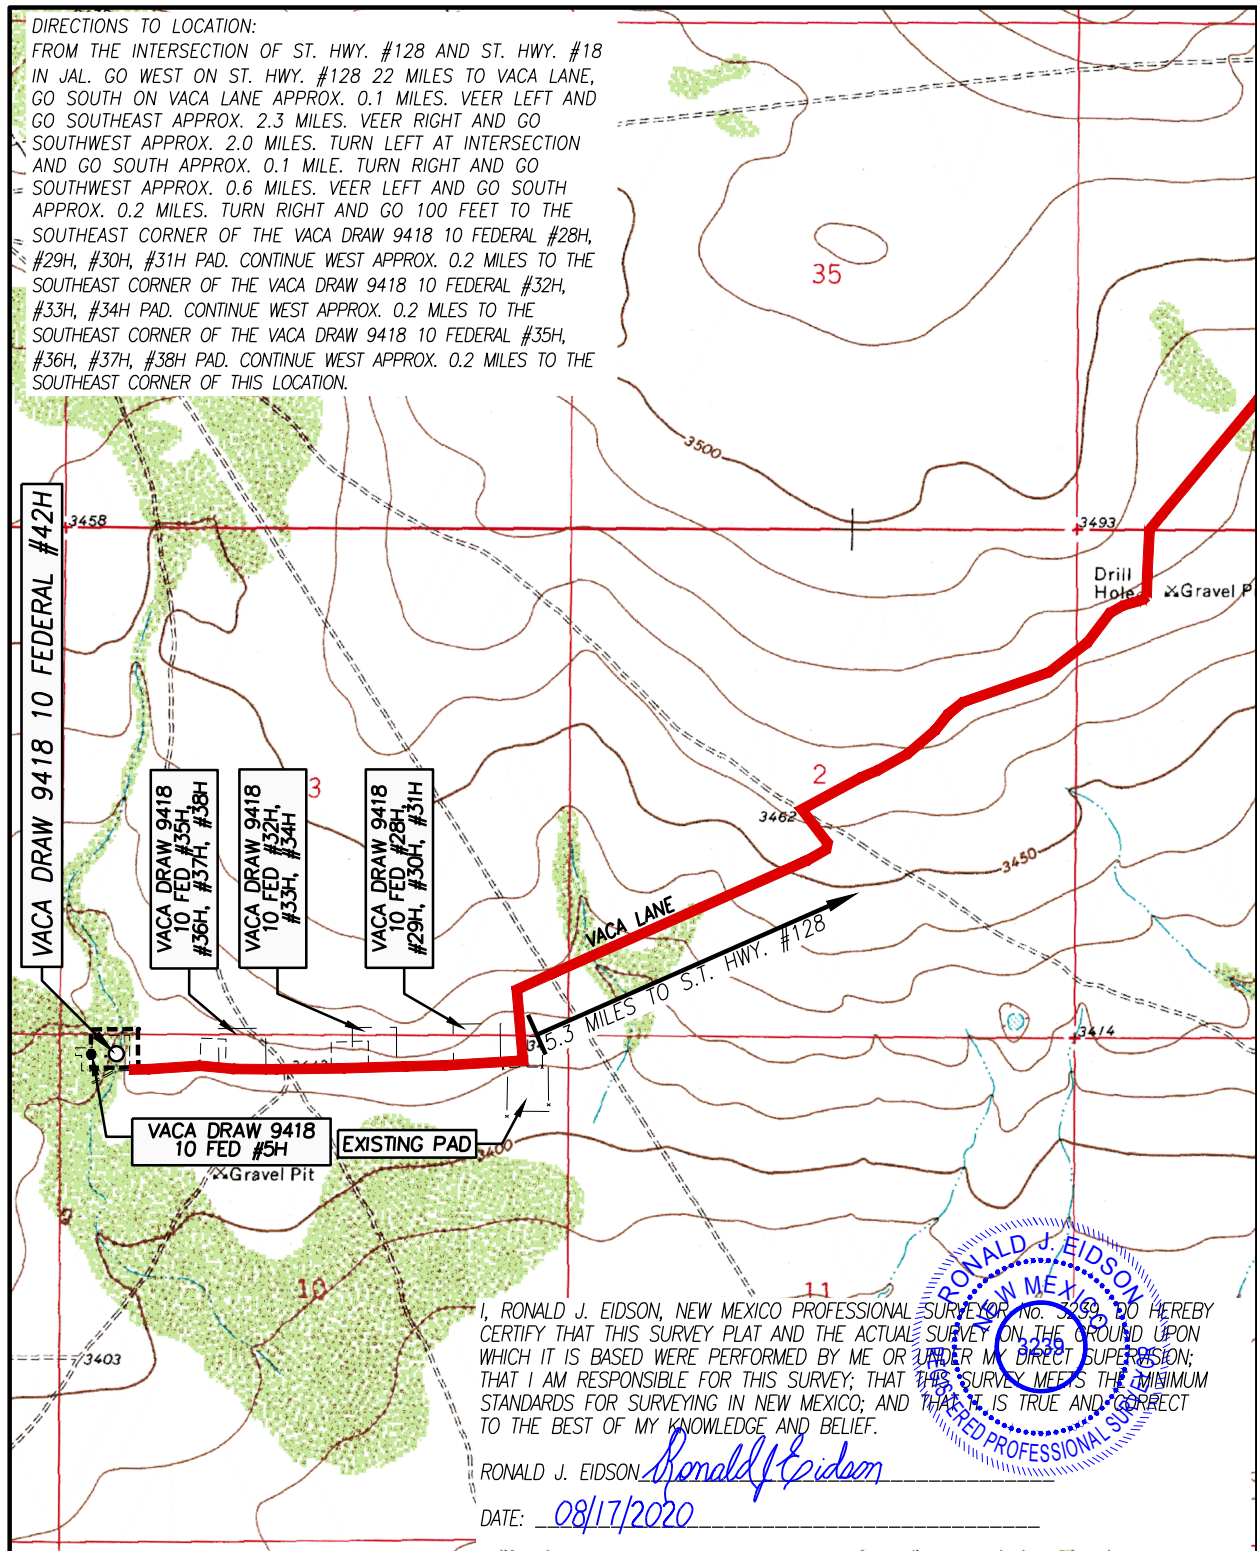 DIRECTIONS TO LOCATION:
FROM THE INTERSECTION OF ST. HWY. #128 AND ST. HWY. #18
IN JAL. GO WEST ON ST. HWY. #128 22 MILES TO VACA LANE,
GO SOUTH ON VACA LANE APPROX. 0.1 MILES. VEER LEFT AND
GO SOUTHEAST APPROX. 2.3 MILES. VEER RIGHT AND GO
SOUTHWEST APPROX. 2.0 MILES. TURN LEFT AT INTERSECTION
AND GO SOUTH APPROX. 0.1 MILE. TURN RIGHT AND GO
SOUTHWEST APPROX. 0.6 MILES. VEER LEFT AND GO SOUTH
APPROX. 0.2 MILES. TURN RIGHT AND GO 100 FEET TO THE
SOUTHEAST CORNER OF THE VACA DRAW 9418 10 FEDERAL #28H,
#29H, #30H, #31H PAD. CONTINUE WEST APPROX. 0.2 MILES TO THE
SOUTHEAST CORNER OF THE VACA DRAW 9418 10 FEDERAL #32H,
#33H, #34H PAD. CONTINUE WEST APPROX. 0.2 MLES TO THE
SOUTHEAST CORNER OF THE VACA DRAW 9418 10 FEDERAL #35H,
#36H, #37H, #38H PAD. CONTINUE WEST APPROX. 0.2 MILES TO THE
SOUTHEAST CORNER OF THIS LOCATION.
35
3500
3458
3493
Drill
Hole
Gravel P
VACA DRAW 9418 10 FEDERAL #42H
3
2
VACA DRAW 9418
10 FED #35H,
#36H, #37H, #38H
VACA DRAW 9418
10 FED #32H,
#33H, #34H
VACA DRAW 9418
10 FED #28H,
#29H, #30H, #31H
3462
3450
VACA LANE
5.3 MILES TO S.T. HWY. #128
3414
VACA DRAW 9418
10 FED #5H
EXISTING PAD
3400
Gravel Pit
10
11
3403
I, RONALD J. EIDSON, NEW MEXICO PROFESSIONAL SURVEYOR No. 3239, DO HEREBY
CERTIFY THAT THIS SURVEY PLAT AND THE ACTUAL SURVEY ON THE GROUND UPON
WHICH IT IS BASED WERE PERFORMED BY ME OR UNDER MY DIRECT SUPERVISION;
THAT I AM RESPONSIBLE FOR THIS SURVEY; THAT THIS SURVEY MEETS THE MINIMUM
STANDARDS FOR SURVEYING IN NEW MEXICO; AND THAT IT IS TRUE AND CORRECT
TO THE BEST OF MY KNOWLEDGE AND BELIEF.
RONALD J. EIDSON
NEW MEXICO
3239
REGISTERED PROFESSIONAL SURVEYOR
RONALD J. EIDSON Ronald J Eidson
DATE: 08/17/2020